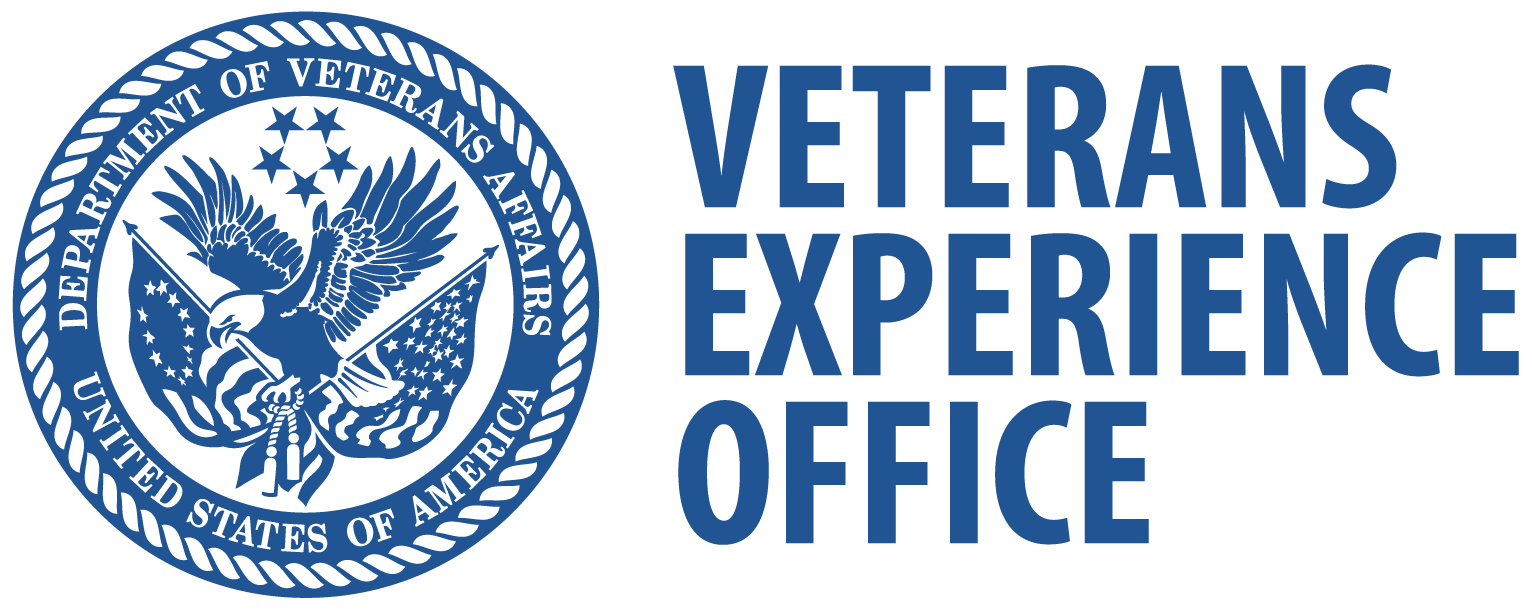 DEPARTMENT OF VETERANS AFFAIRS
UNITED STATES OF AMERICA
VETERANS
EXPERIENCE
OFFICE